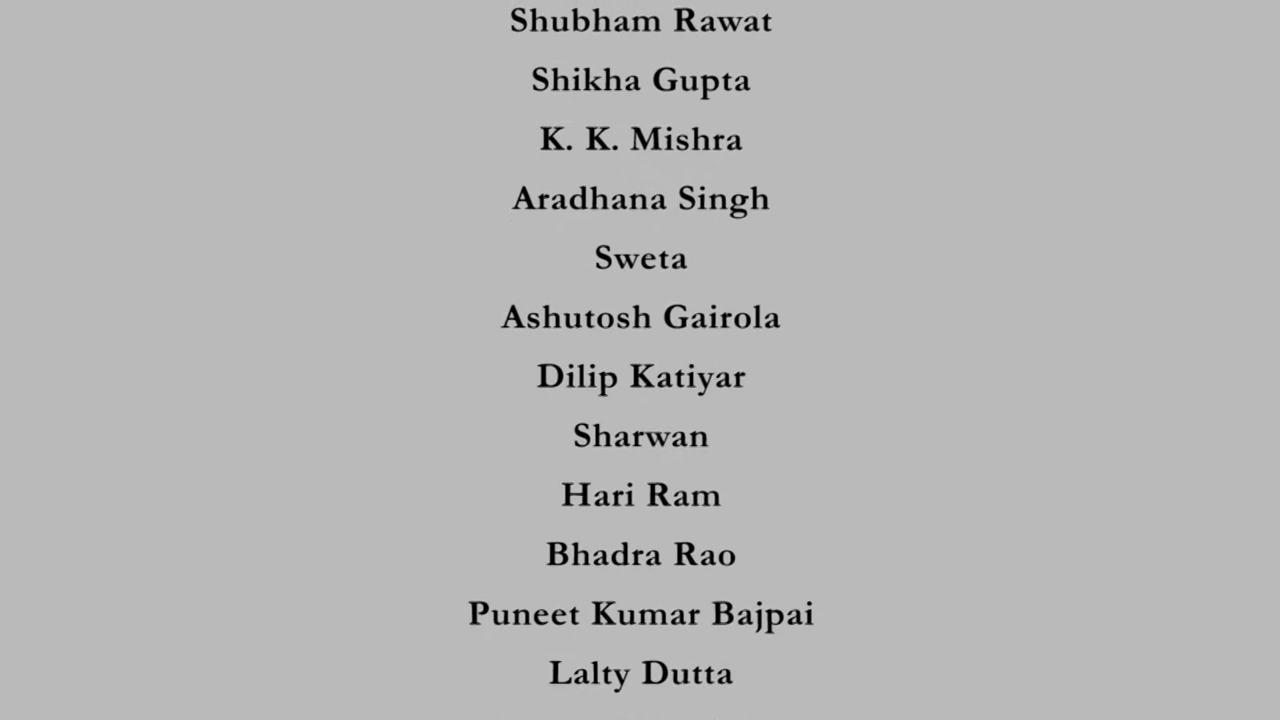 Shubham Rawat
Shikha Gupta
K. K. Mishra
Aradhana Singh
Sweta
Ashutosh Gairola
Dilip Katiyar
Sharwan
Hari Ram
Bhadra Rao
Puneet Kumar Bajpai
Lalty Dutta